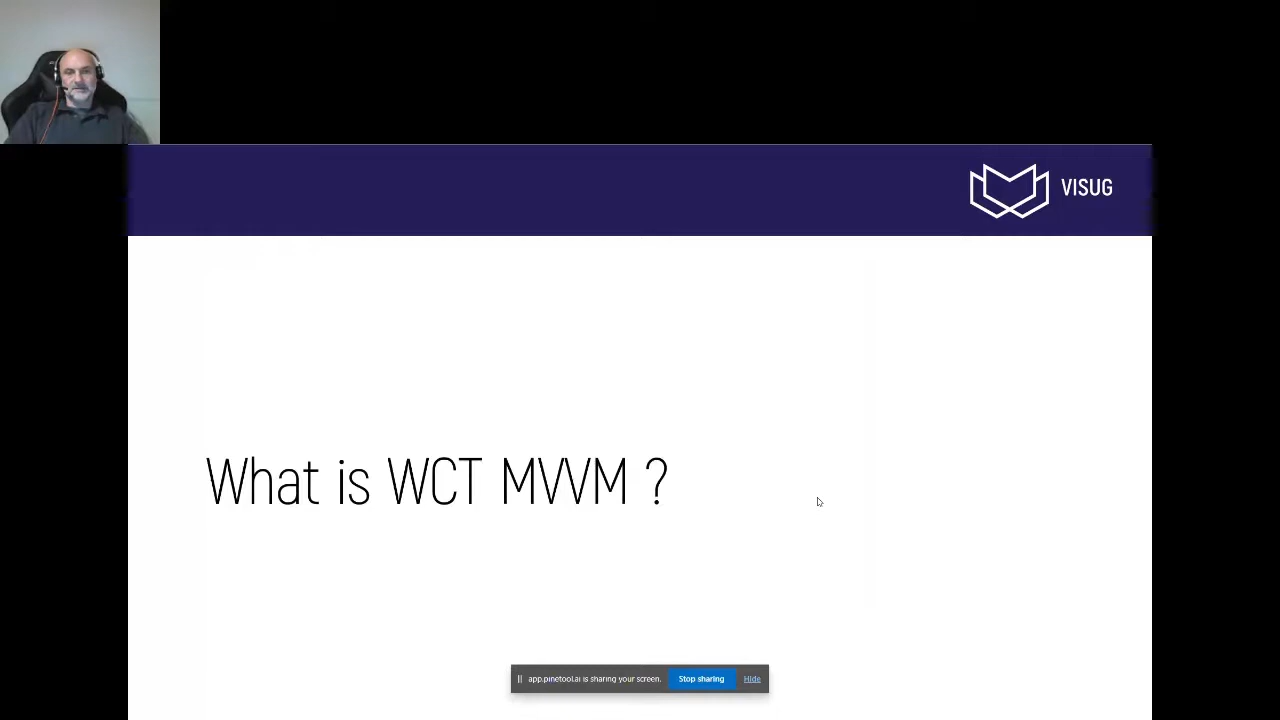 VISUG
What is WCT MVVM ?
app.pinetool.ai is sharing your screen. Stop sharing Hide